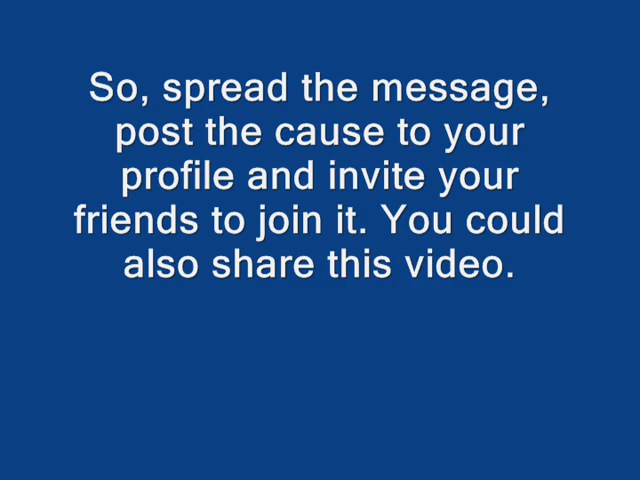 So, spread the message,
post the cause to your
profile and invite your
friends to join it. You could
also share this video.